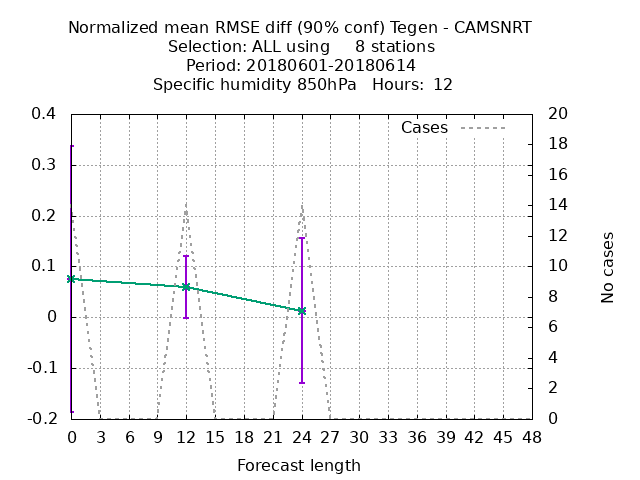 Normalized mean RMSE diff (90% conf) Tegen - CAMSNRT
Selection: ALL using     8 stations
Period: 20180601-20180614
Specific humidity 850hPa   Hours:  12
Cases
0.4
0.3
0.2
0.1
0
-0.1
-0.2
20
18
16
14
12
10
8
6
4
2
0
No cases
0 3 6 9 12 15 18 21 24 27 30 33 36 39 42 45 48
Forecast length